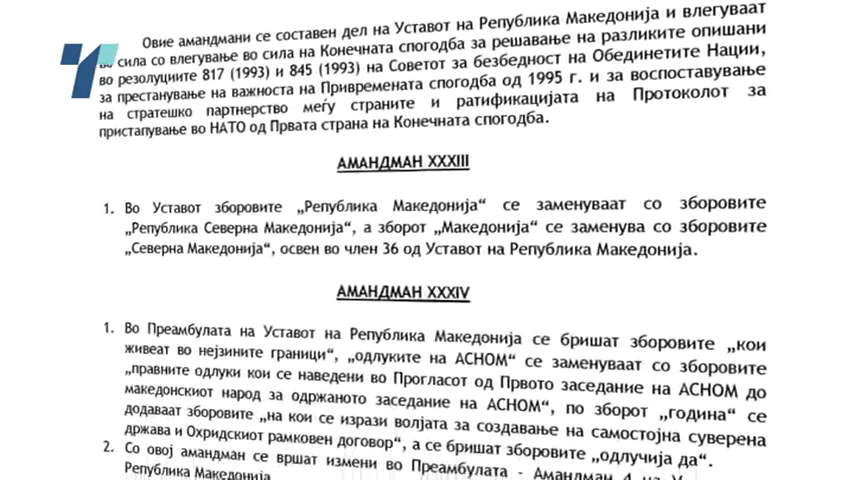 Овие амандмани се составен дел на Уставот на Република Македонија и влегуваат
во сила со влегување во сила на Конечната спогодба за решавање на разликите опишани
во резолуциите 817 (1993) и 845 (1993) на Советот за безбедност на Обединетите Нации,
за престанување на важноста на Привремената спогодба од 1995 г. и за воспоставување
на стратешко партнерство меѓу страните и ратификацијата на Протоколот за
пристапување во НАТО од Првата страна на Конечната спогодба.
АМАНДМАН XXXIII
1. Во Уставот зборовите „Република Македонија“ се заменуваат со зборовите
„Република Северна Македонија“, а зборот „Македонија“ се заменува со зборовите
„Северна Македонија“, освен во член 36 од Уставот на Република Македонија.
АМАНДМАН XXXIV
1. Во Преамбулата на Уставот на Република Македонија се бришат зборовите „кои
живеат во нејзините граници“, „одлуките на АСНОМ“ се заменуваат со зборовите
„правните одлуки кои се наведени во Прогласот од Првото заседание на АСНОМ до
македонскиот народ за одржаното заседание на АСНОМ“, по зборот „година“ се
додаваат зборовите „на кои се изрази волјата за создавање на самостојна суверена
држава и Охридскиот рамковен договор“, а се бришат зборовите „одлучија да“.
2. Со овој амандман се вршат измени во Преамбулата - Амандман 4 на
Република Македонија